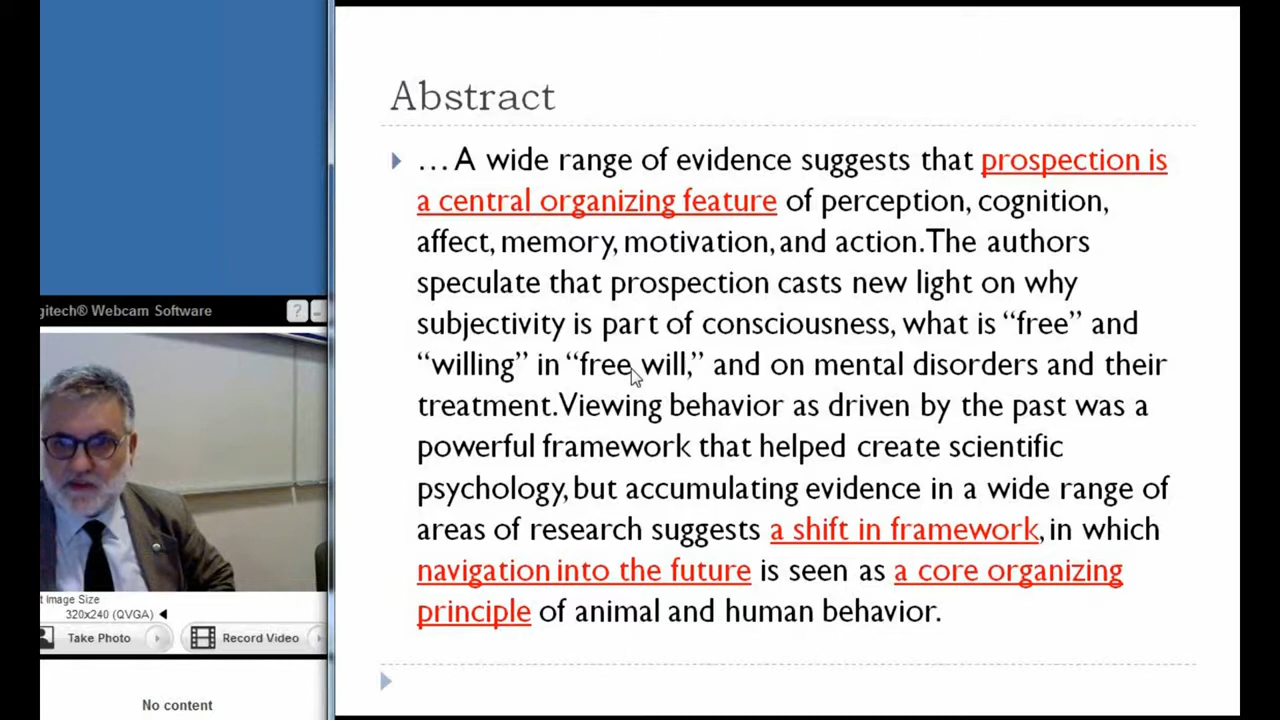 Abstract
…A wide range of evidence suggests that prospection is
a central organizing feature of perception, cognition,
affect, memory, motivation, and action. The authors
speculate that prospection casts new light on why
subjectivity is part of consciousness, what is “free” and
“willing” in “free will,” and on mental disorders and their
treatment. Viewing behavior as driven by the past was a
powerful framework that helped create scientific
psychology, but accumulating evidence in a wide range of
areas of research suggests a shift in framework, in which
navigation into the future is seen as a core organizing
principle of animal and human behavior.
gitech® Webcam Software
?
t Image Size
320x240 (QVGA)
Take Photo
Record Video
No content